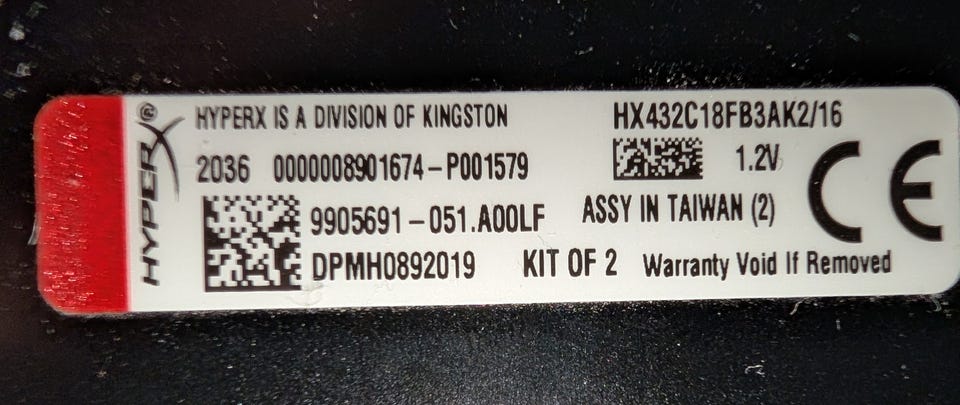 HYPERX®
HYPERX IS A DIVISION OF KINGSTON
HX432C18FB3AK2/16
2036 0000008901674-P001579
1.2V
CE
9905691-051.A00LF
ASSY IN TAIWAN (2)
DPMH0892019
KIT OF 2
Warranty Void If Removed